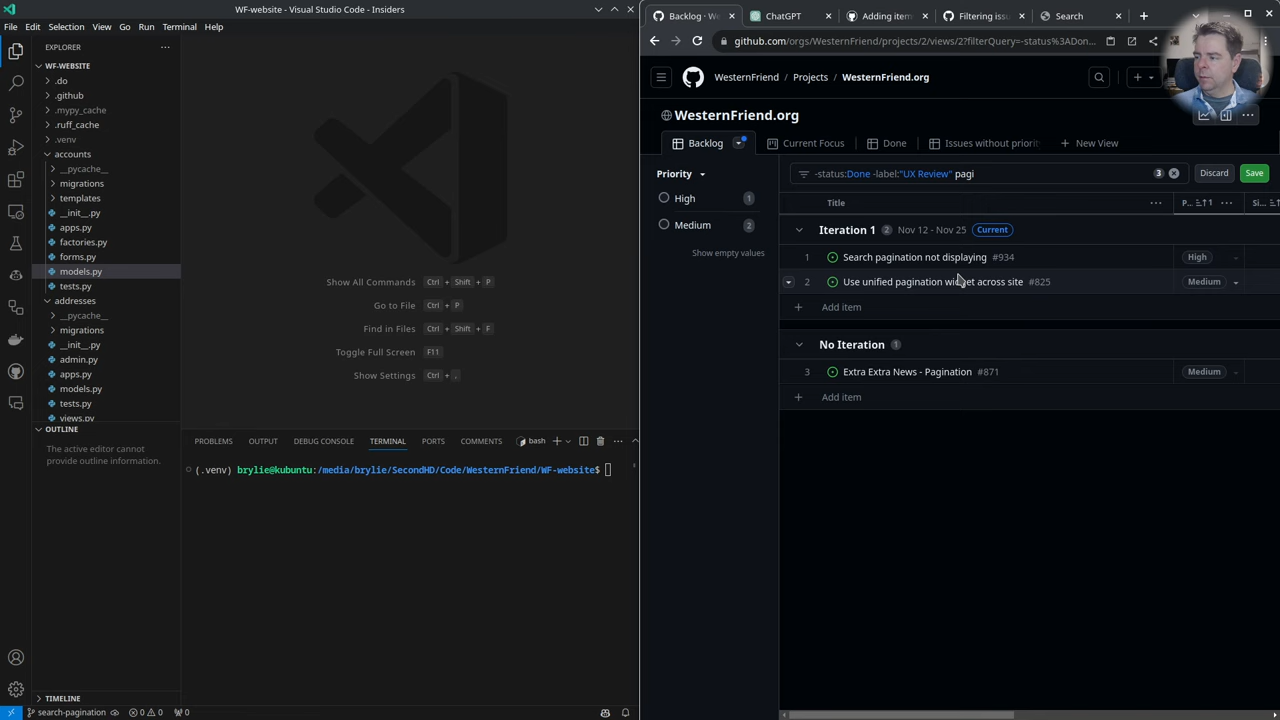 WF-website - Visual Studio Code - Insiders
File Edit Selection View Go Run Terminal Help
EXPLORER
WF-WEBSITE
.do
.github
.mypy_cache
.ruff_cache
.venv
accounts
__pycache__
migrations
templates
__init__.py
apps.py
factories.py
forms.py
models.py
tests.py
addresses
__pycache__
migrations
__init__.py
admin.py
apps.py
models.py
tests.py
views.py
OUTLINE
The active editor cannot
provide outline information.
TIMELINE
Show All Commands Ctrl + Shift + P
Go to File Ctrl + P
Find in Files Ctrl + Shift + F
Toggle Full Screen F11
Show Settings Ctrl + ,
PROBLEMS OUTPUT DEBUG CONSOLE TERMINAL PORTS COMMENTS bash
(.venv) brylie@kubuntu:/media/brylie/SecondHD/Code/WesternFriend/WF-website$
search-pagination 0 0 0
Backlog · We ChatGPT Adding item Filtering issu Search
github.com/orgs/WesternFriend/projects/2/views/2?filterQuery=-status%3ADon...
WesternFriend / Projects / WesternFriend.org
WesternFriend.org
Backlog Current Focus Done Issues without priorit New View
Priority
High 1
Medium 2
Show empty values
-status:Done -label:"UX Review" pagi 3 Discard Save
Title P... 1 Si...
Iteration 1 2 Nov 12 - Nov 25 Current
1 Search pagination not displaying #934 High
2 Use unified pagination widget across site #825 Medium
Add item
No Iteration 1
3 Extra Extra News - Pagination #871 Medium
Add item